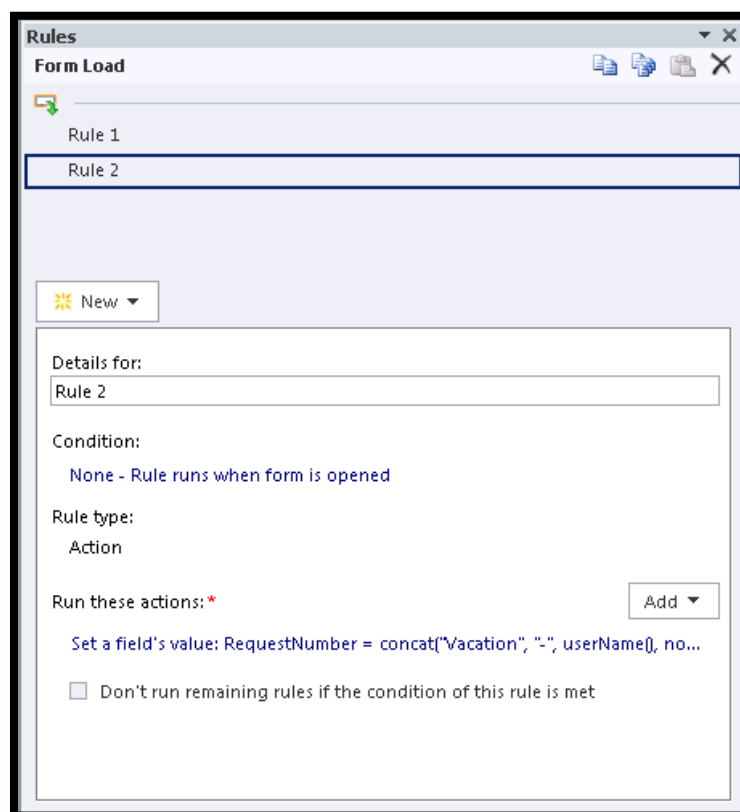 Rules
Form Load
Rule 1
Rule 2
New
Details for:
Rule 2
Condition:
None - Rule runs when form is opened
Rule type:
Action
Run these actions:*
Add
Set a field's value: RequestNumber = concat("Vacation", "-", userName(), no...
Don't run remaining rules if the condition of this rule is met